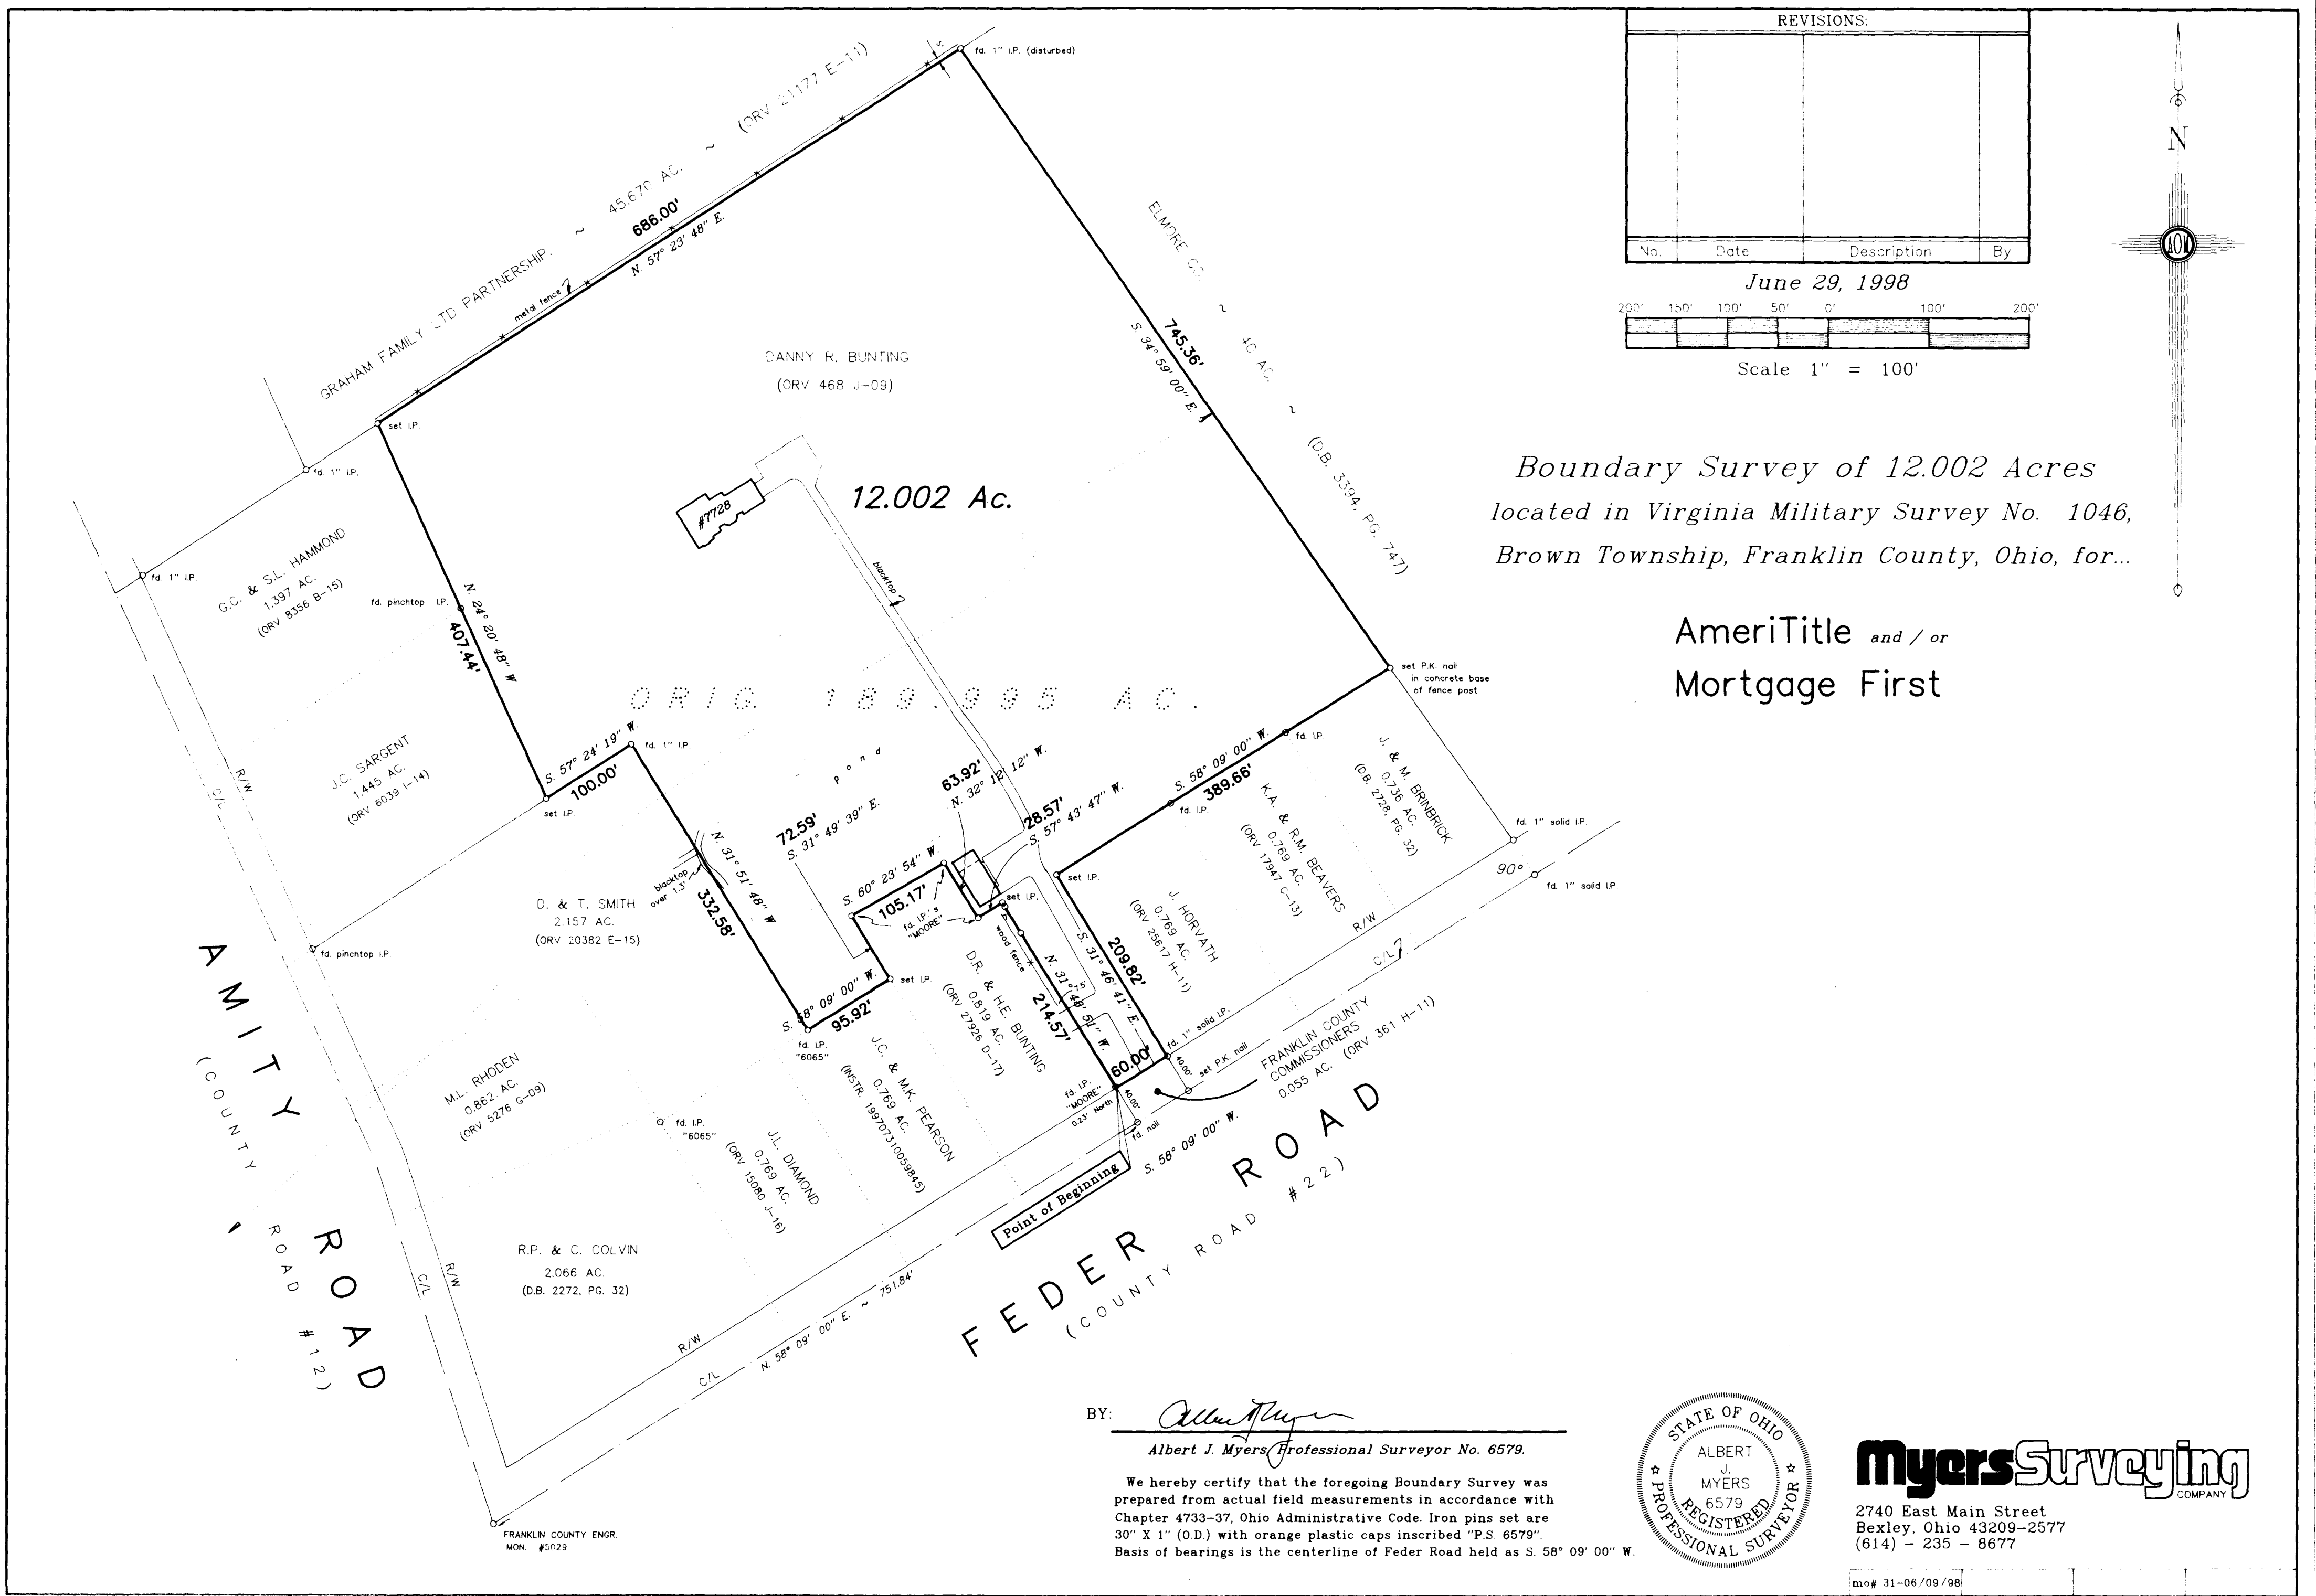 REVISIONS:
No. Date Description By
June 29, 1998
200' 150' 100' 50' 0' 100' 200'
Scale 1" = 100'
N
Boundary Survey of 12.002 Acres
located in Virginia Military Survey No. 1046,
Brown Township, Franklin County, Ohio, for...
AmeriTitle and / or
Mortgage First
GRAHAM FAMILY LTD PARTNERSHIP. ~ 45.670 AC. ~ (ORV 21177 E-11)
686.00'
N. 57° 23' 48" E.
metal fence
fd. 1" I.P. (disturbed)
ELMORE CO. ~ 40 AC. ~ (D.B. 3394, PG. 747)
745.36'
S. 34° 59' 00" E.
DANNY R. BUNTING
(ORV 468 J-09)
#7728
12.002 Ac.
blacktop
set I.P.
fd. 1" I.P.
fd. 1" I.P.
G.C. & S.L. HAMMOND
1.397 AC.
(ORV 8356 B-15)
fd. pinchtop I.P.
N. 24° 20' 48" W
407.44'
ORIG. 189.995 AC.
set P.K. nail
in concrete base
of fence post
J.C. SARGENT
1.445 AC.
(ORV 6039 I-14)
R/W
C/L
S. 57° 24' 19" W.
100.00'
fd. 1" I.P.
set I.P.
pond
63.92'
N. 32° 12' 12" W.
28.57'
S. 57° 43' 47" W.
72.59'
S. 31° 49' 39" E.
S. 58° 09' 00" W.
389.66'
fd. I.P.
fd. I.P.
J. & M. BRINBRICK
0.736 AC.
(D.B. 2728, PG. 32)
K.A. & R.M. BEAVERS
0.769 AC.
(ORV 17947 C-13)
J. HORVATH
0.769 AC.
(ORV 25617 H-11)
fd. 1" solid I.P.
90°
fd. 1" solid I.P.
R/W
C/L
N. 31° 51' 48" W
332.58'
blacktop
over 1.3'
D. & T. SMITH
2.157 AC.
(ORV 20382 E-15)
S. 60° 23' 54" W.
105.17'
fd. I.P.'s
"MOORE"
set I.P.
set I.P.
wood fence
S. 31° 46' 41" E.
209.82'
N. 31° 48' 51" W.
214.57'
fd. pinchtop I.P.
set I.P.
S. 58° 09' 00" W.
95.92'
fd. I.P.
"6065"
D.R. & H.E. BUNTING
0.819 AC.
(ORV 27926 D-17)
J.C. & M.K. PEARSON
0.769 AC.
(INSTR. 199707310059845)
60.00'
fd. 1" solid I.P.
40.00'
set P.K. nail
FRANKLIN COUNTY
COMMISSIONERS
0.055 AC. (ORV 361 H-11)
fd. I.P.
"MOORE"
0.23' North
40.00'
fd. nail
S. 58° 09' 00" W.
Point of Beginning
M.L. RHODEN
0.862 AC.
(ORV 5276 G-09)
fd. I.P.
"6065"
J.L. DIAMOND
0.769 AC.
(ORV 15080 J-16)
AMITY ROAD
(COUNTY ROAD #12)
R.P. & C. COLVIN
2.066 AC.
(D.B. 2272, PG. 32)
C/L
R/W
R/W
C/L
N. 58° 09' 00" E. ~ 751.84'
FEDER ROAD
(COUNTY ROAD #22)
FRANKLIN COUNTY ENGR.
MON. #5029
BY:
Albert J. Myers, Professional Surveyor No. 6579.
We hereby certify that the foregoing Boundary Survey was
prepared from actual field measurements in accordance with
Chapter 4733-37, Ohio Administrative Code. Iron pins set are
30" X 1" (O.D.) with orange plastic caps inscribed "P.S. 6579".
Basis of bearings is the centerline of Feder Road held as S. 58° 09' 00" W.
STATE OF OHIO
ALBERT
J.
MYERS
6579
REGISTERED
PROFESSIONAL SURVEYOR
Myers Surveying
COMPANY
2740 East Main Street
Bexley, Ohio 43209-2577
(614) - 235 - 8677
mo# 31-06/09/98